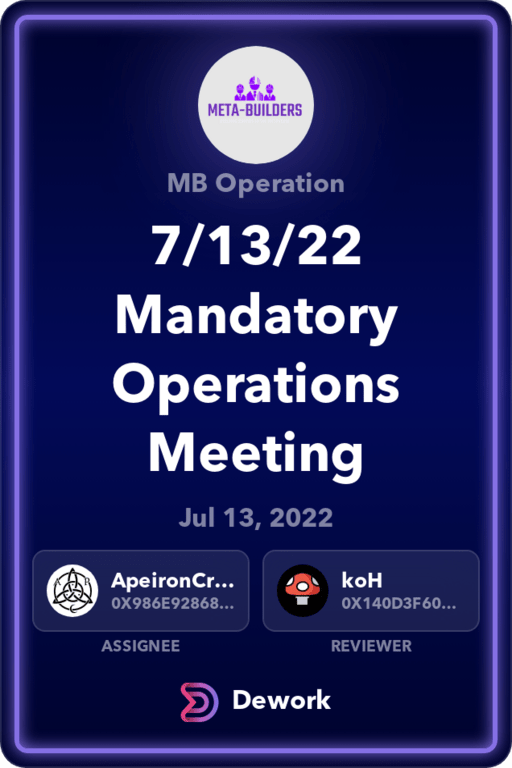 META-BUILDERS
MB Operation
7/13/22
Mandatory
Operations
Meeting
Jul 13, 2022
ApeironCr...
0X986E92868...
koH
0X140D3F60...
ASSIGNEE
REVIEWER
Dework